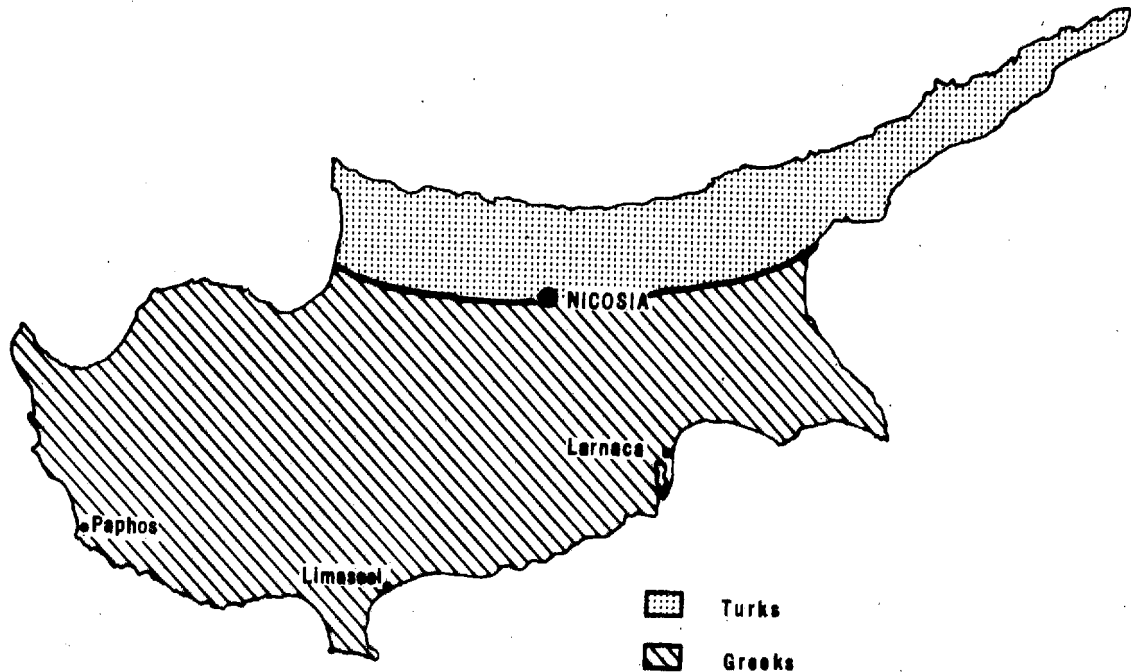 NICOSIA
Larnaca
Paphos
Limassol
Turks
Greeks